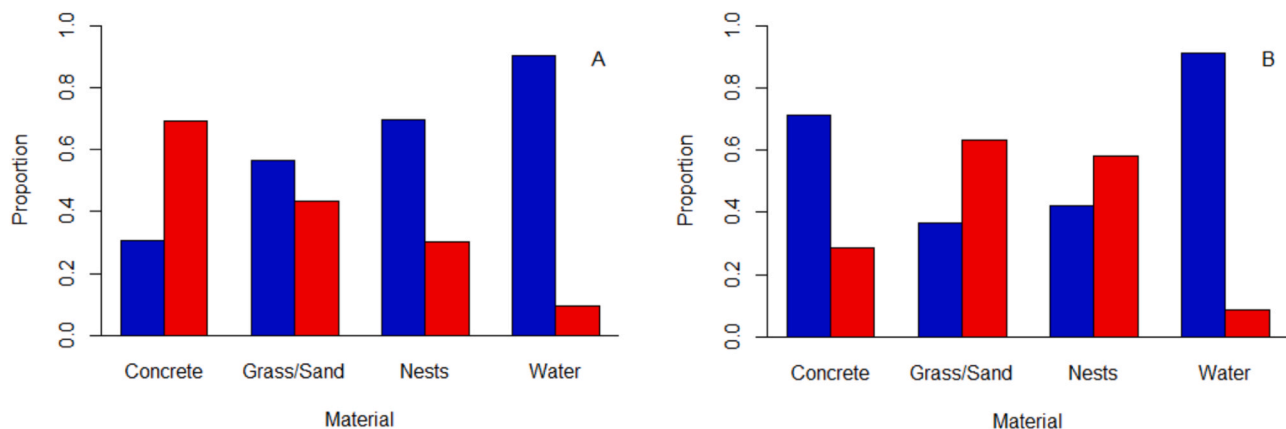 A
Proportion
0.0 0.2 0.4 0.6 0.8 1.0
Concrete Grass/Sand Nests Water
Material
B
Proportion
0.0 0.2 0.4 0.6 0.8 1.0
Concrete Grass/Sand Nests Water
Material